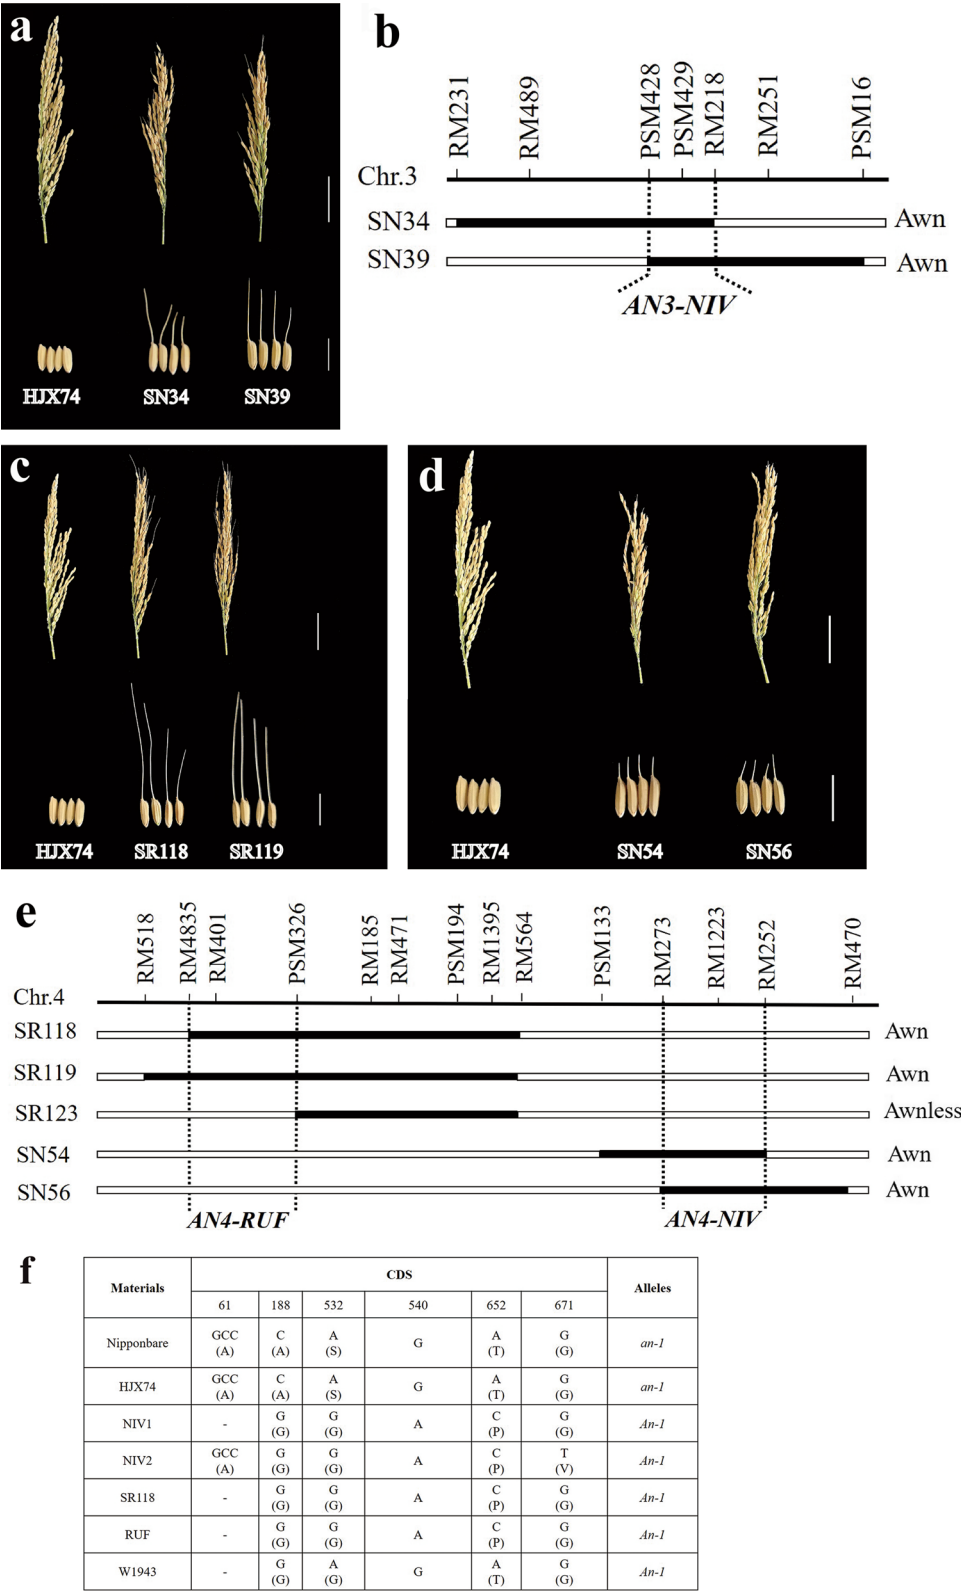 a
HJX74 SN34 SN39
b
RM231 RM489 PSM428 PSM429 RM218 RM251 PSM16
Chr.3
SN34 Awn
SN39 Awn
AN3-NIV
c
HJX74 SR118 SR119
d
HJX74 SN54 SN56
e
RM518 RM4835 RM401 PSM326 RM185 RM471 PSM194 RM1395 RM564 PSM133 RM273 RM1223 RM252 RM470
Chr.4
SR118 Awn
SR119 Awn
SR123 Awnless
SN54 Awn
SN56 Awn
AN4-RUF AN4-NIV
f
Materials CDS Alleles
61 188 532 540 652 671
Nipponbare GCC C A G A G an-1
(A) (A) (S) (T) (G)
HJX74 GCC C A G A G an-1
(A) (A) (S) (T) (G)
NIV1 - G G A C G An-1
(G) (G) (P) (G)
NIV2 GCC G G A C T An-1
(A) (G) (G) (P) (V)
SR118 - G G A C G An-1
(G) (G) (P) (G)
RUF - G G A C G An-1
(G) (G) (P) (G)
W1943 - G A G A G An-1
(G) (G) (T) (G)